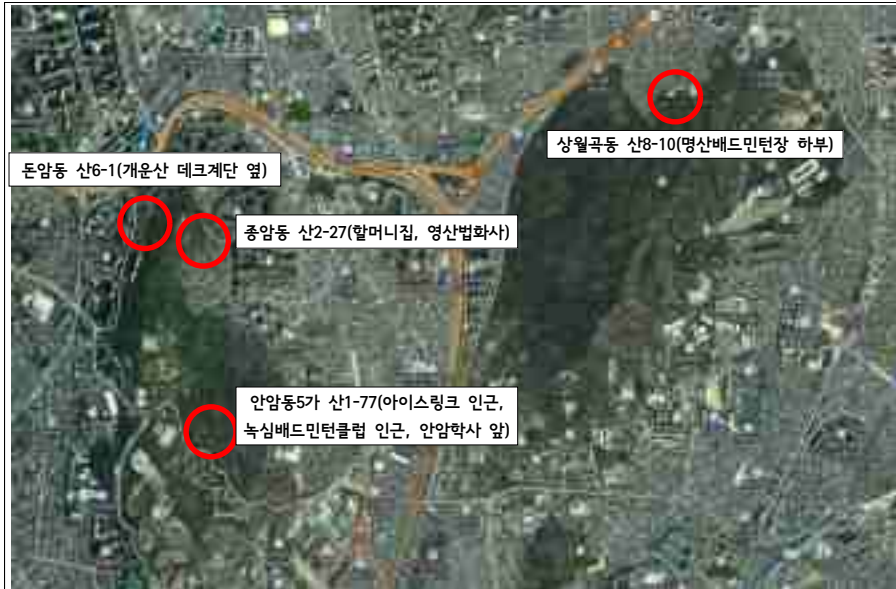 상월곡동 산8-10(명산배드민턴장 하부)
돈암동 산6-1(개운산 데크계단 옆)
종암동 산2-27(할머니집, 영산법화사)
안암동5가 산1-77(아이스링크 인근,
녹심배드민턴클럽 인근, 안암학사 앞)